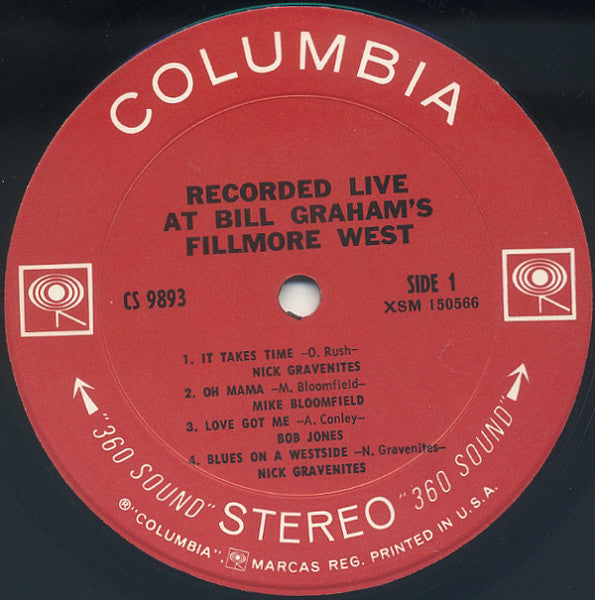 COLUMBIA
RECORDED LIVE
AT BILL GRAHAM'S
FILLMORE WEST
CS 9893
SIDE 1
XSM 150566
1. IT TAKES TIME –O. Rush–
NICK GRAVENITES
2. OH MAMA –M. Bloomfield–
MIKE BLOOMFIELD
3. LOVE GOT ME –A. Conley–
BOB JONES
4. BLUES ON A WESTSIDE –N. Gravenites–
NICK GRAVENITES
"360 SOUND" STEREO "360 SOUND"
®"COLUMBIA", MARCAS REG. PRINTED IN U.S.A.